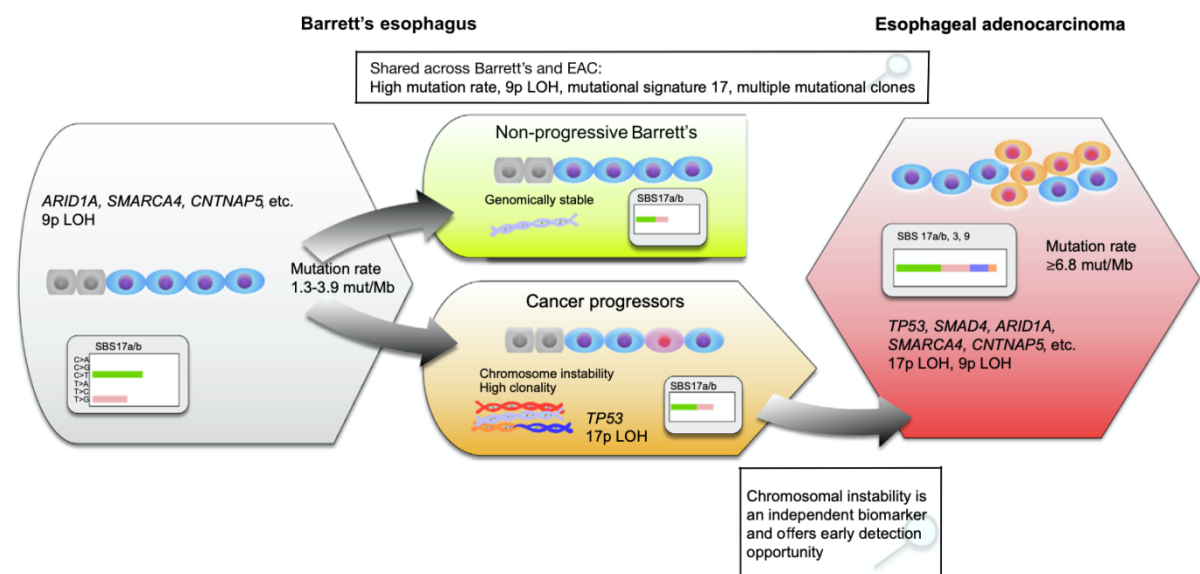 Barrett's esophagus
Esophageal adenocarcinoma
Shared across Barrett's and EAC:
High mutation rate, 9p LOH, mutational signature 17, multiple mutational clones
ARID1A, SMARCA4, CNTNAP5, etc.
9p LOH
Mutation rate
1.3-3.9 mut/Mb
SBS17a/b
C>A
C>G
C>T
T>A
T>C
T>G
Non-progressive Barrett's
Genomically stable
SBS17a/b
Cancer progressors
Chromosome instability
High clonality
TP53
17p LOH
SBS17a/b
SBS 17a/b, 3, 9
Mutation rate
≥6.8 mut/Mb
TP53, SMAD4, ARID1A,
SMARCA4, CNTNAP5, etc.
17p LOH, 9p LOH
Chromosomal instability is
an independent biomarker
and offers early detection
opportunity